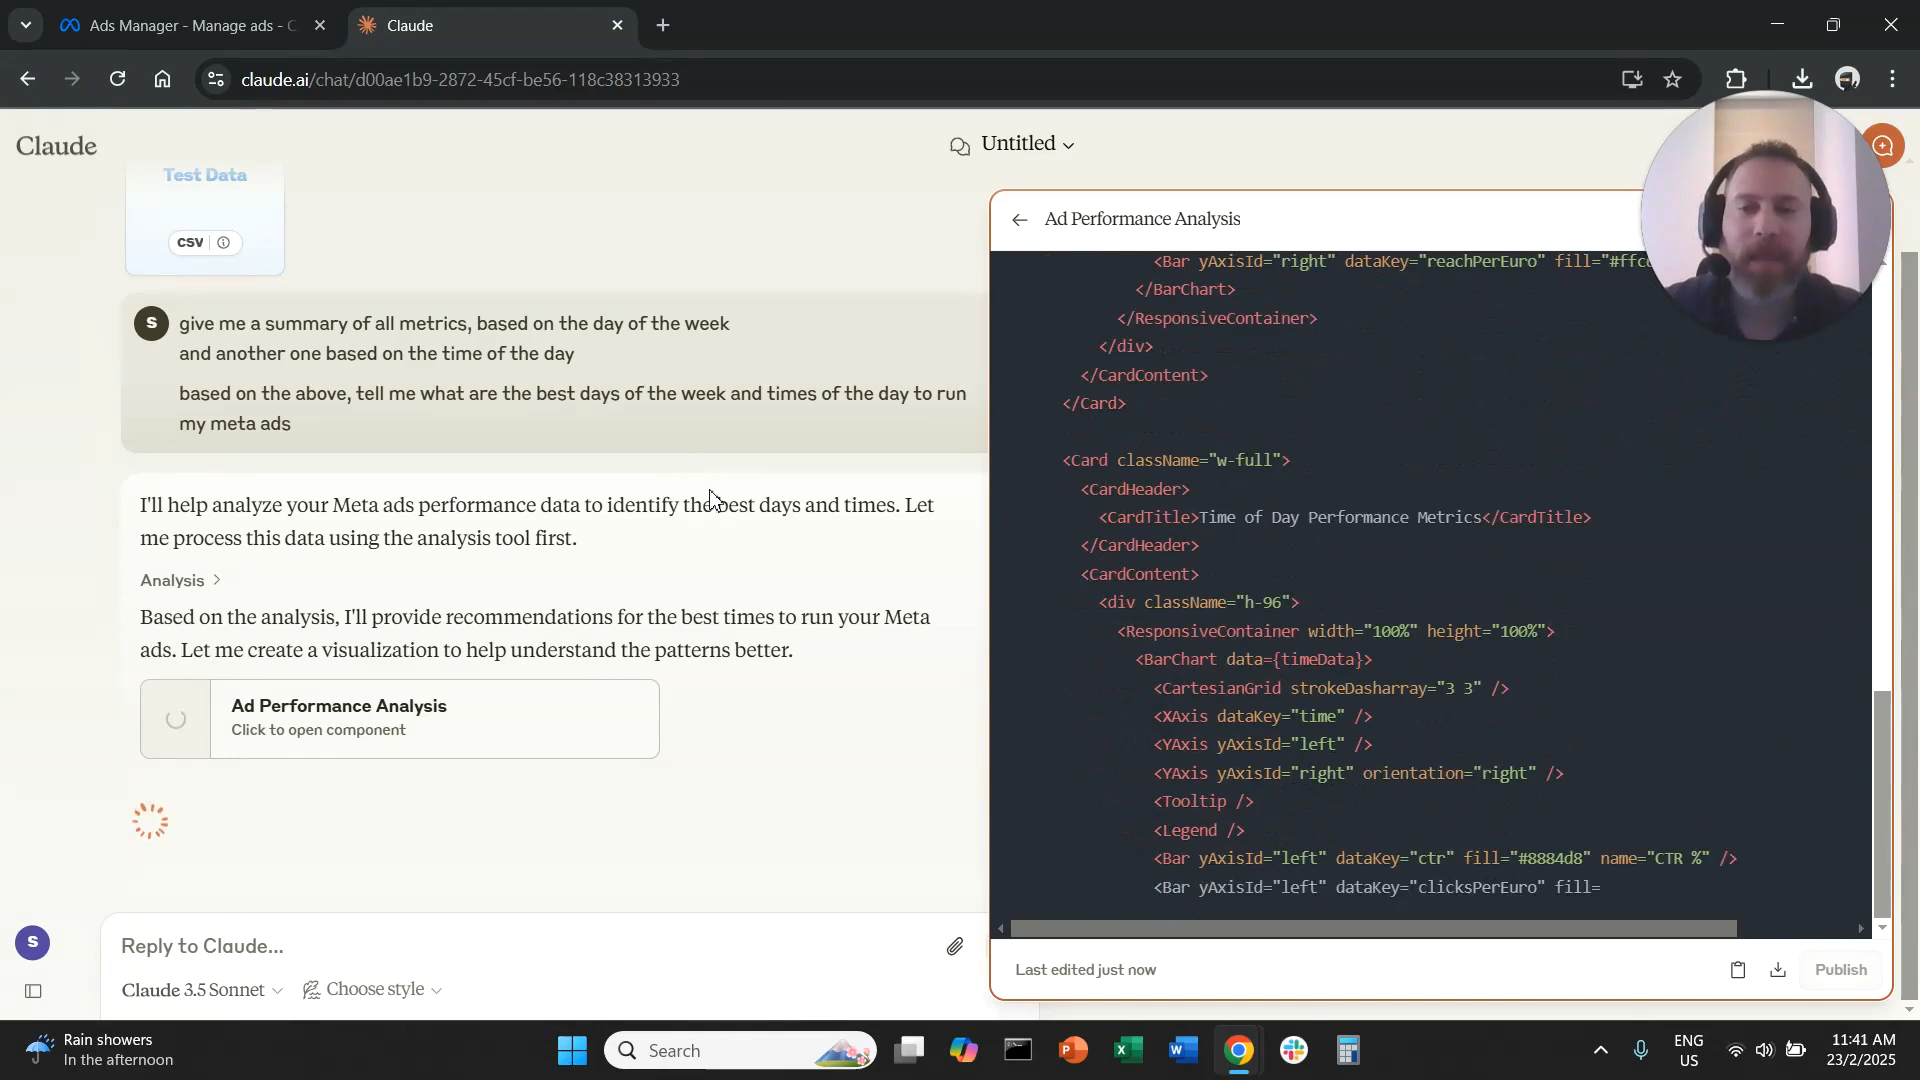 Ads Manager - Manage ads - C
Claude
claude.ai/chat/d00ae1b9-2872-45cf-be56-118c38313933
Claude
Untitled
Test Data
CSV
S
give me a summary of all metrics, based on the day of the week
and another one based on the time of the day
based on the above, tell me what are the best days of the week and times of the day to run
my meta ads
I'll help analyze your Meta ads performance data to identify the best days and times. Let
me process this data using the analysis tool first.
Analysis
Based on the analysis, I'll provide recommendations for the best times to run your Meta
ads. Let me create a visualization to help understand the patterns better.
Ad Performance Analysis
Click to open component
S
Reply to Claude...
Claude 3.5 Sonnet
Choose style
Ad Performance Analysis
<Bar yAxisId="right" dataKey="reachPerEuro" fill="#ffc
</BarChart>
</ResponsiveContainer>
</div>
</CardContent>
</Card>
<Card className="w-full">
<CardHeader>
<CardTitle>Time of Day Performance Metrics</CardTitle>
</CardHeader>
<CardContent>
<div className="h-96">
<ResponsiveContainer width="100%" height="100%">
<BarChart data={timeData}>
<CartesianGrid strokeDasharray="3 3" />
<XAxis dataKey="time" />
<YAxis yAxisId="left" />
<YAxis yAxisId="right" orientation="right" />
<Tooltip />
<Legend />
<Bar yAxisId="left" dataKey="ctr" fill="#8884d8" name="CTR %" />
<Bar yAxisId="left" dataKey="clicksPerEuro" fill=
Last edited just now
Publish
Rain showers
In the afternoon
Search
ENG
US
11:41 AM
23/2/2025